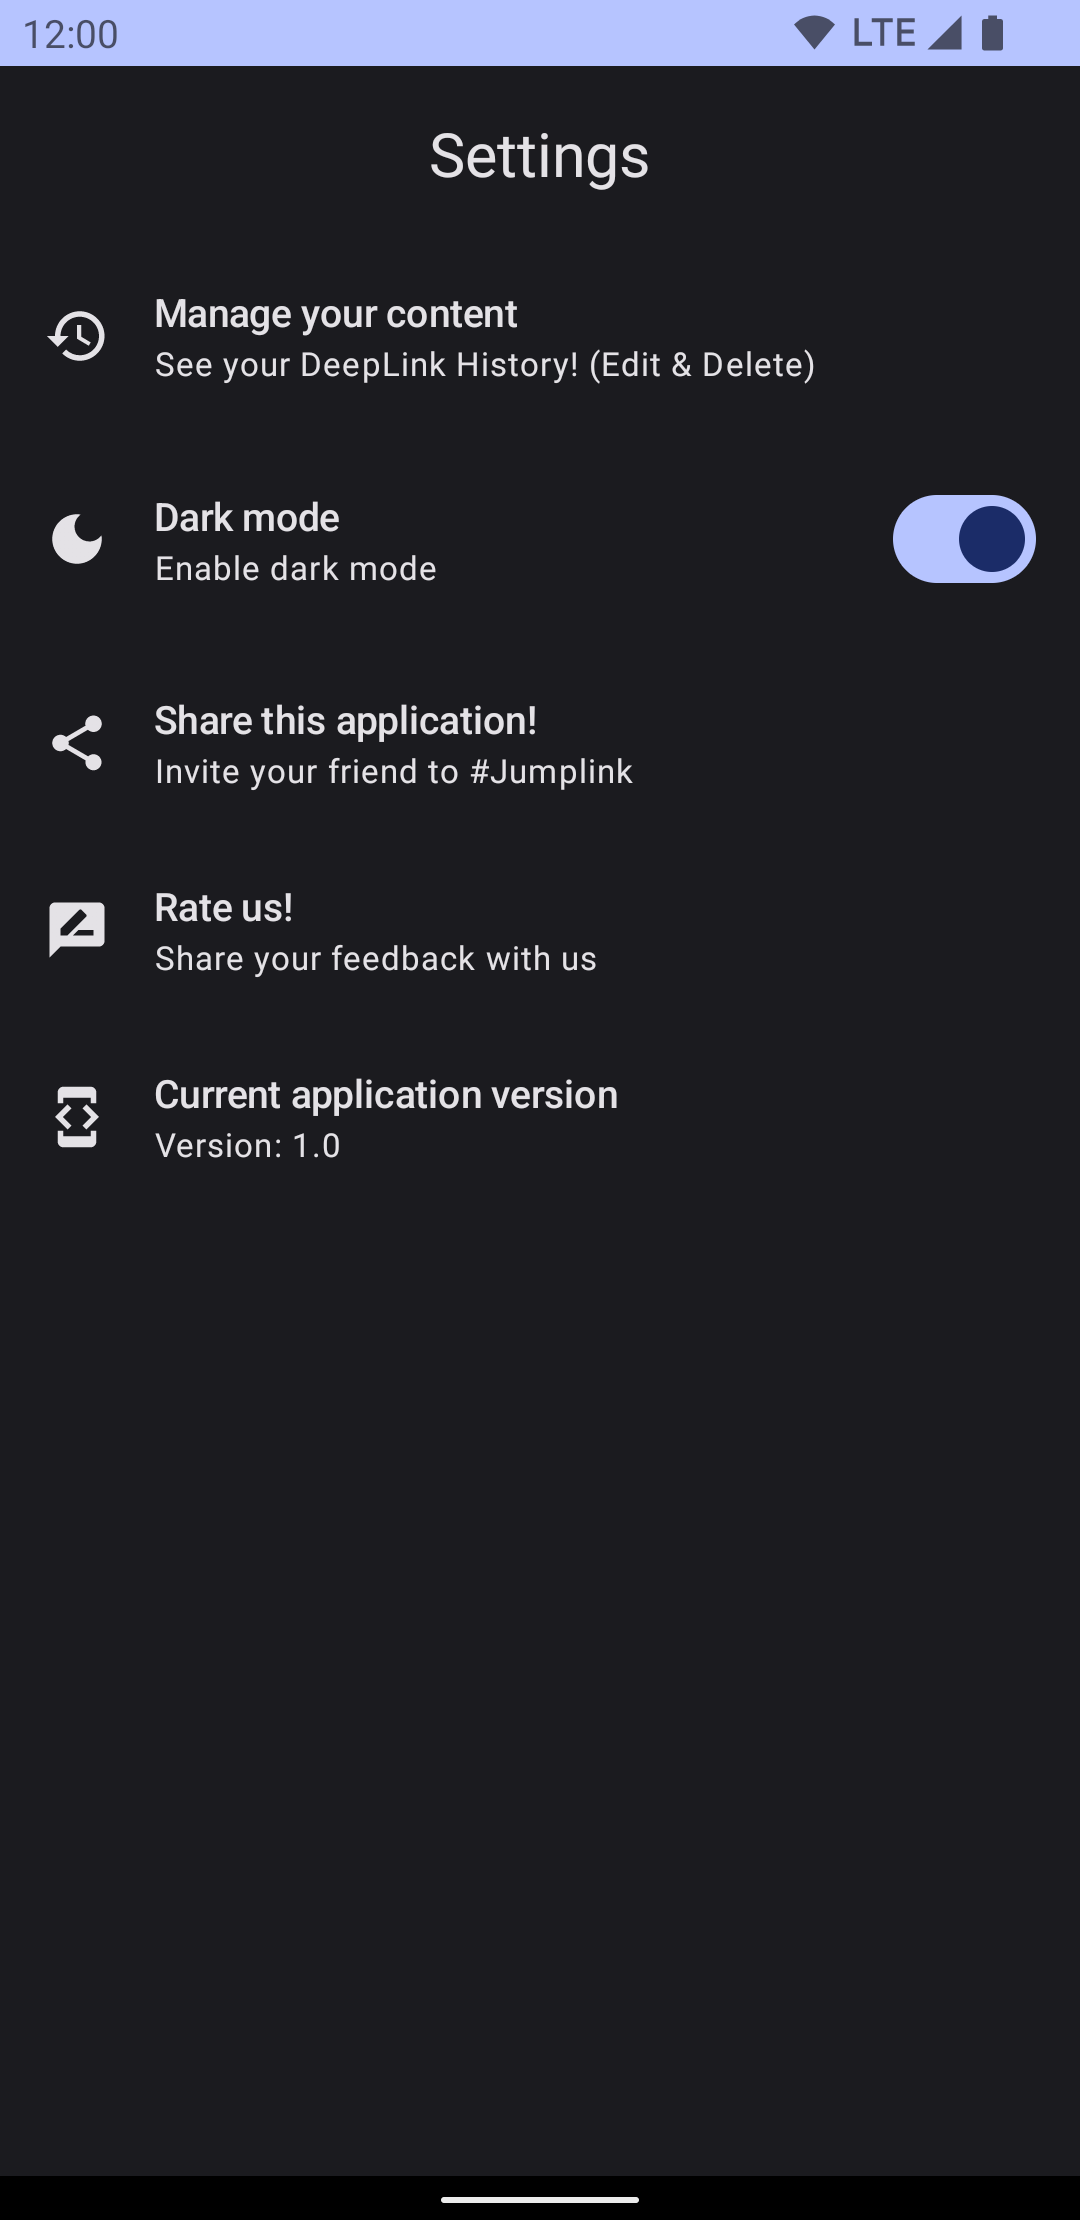 12:00 LTE
Settings
Manage your content
See your DeepLink History! (Edit & Delete)
Dark mode
Enable dark mode
Share this application!
Invite your friend to #Jumplink
Rate us!
Share your feedback with us
Current application version
Version: 1.0